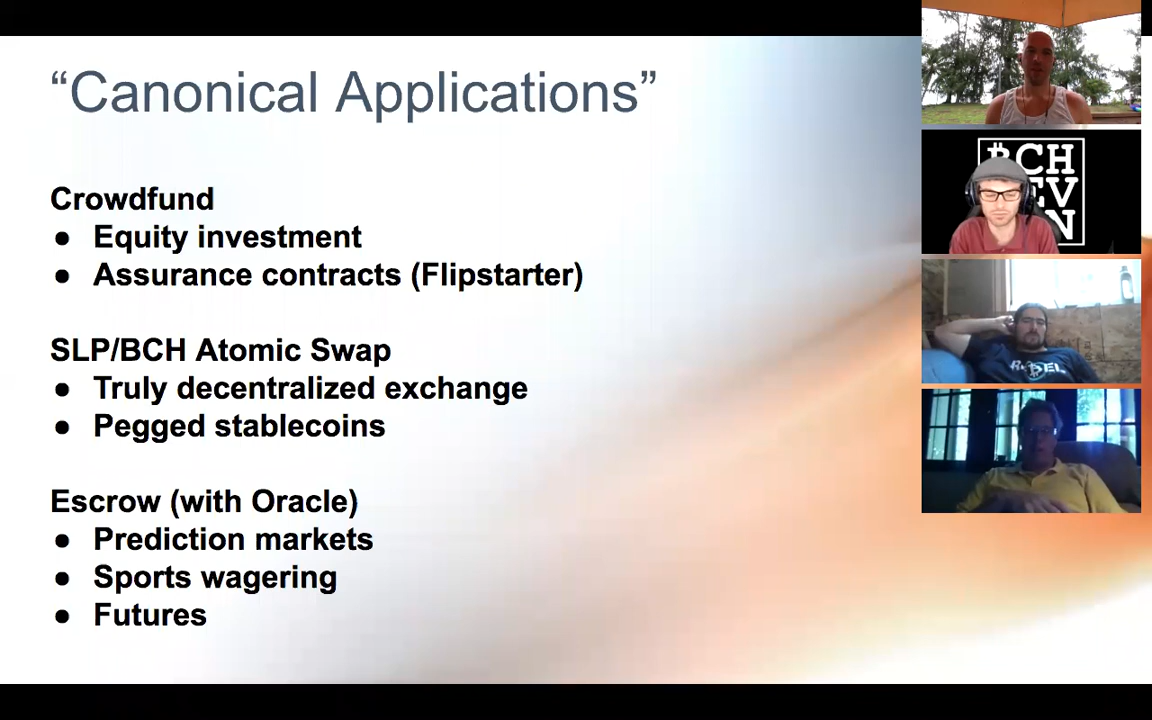 “Canonical Applications”
Crowdfund
● Equity investment
● Assurance contracts (Flipstarter)
SLP/BCH Atomic Swap
● Truly decentralized exchange
● Pegged stablecoins
Escrow (with Oracle)
● Prediction markets
● Sports wagering
● Futures
BCH